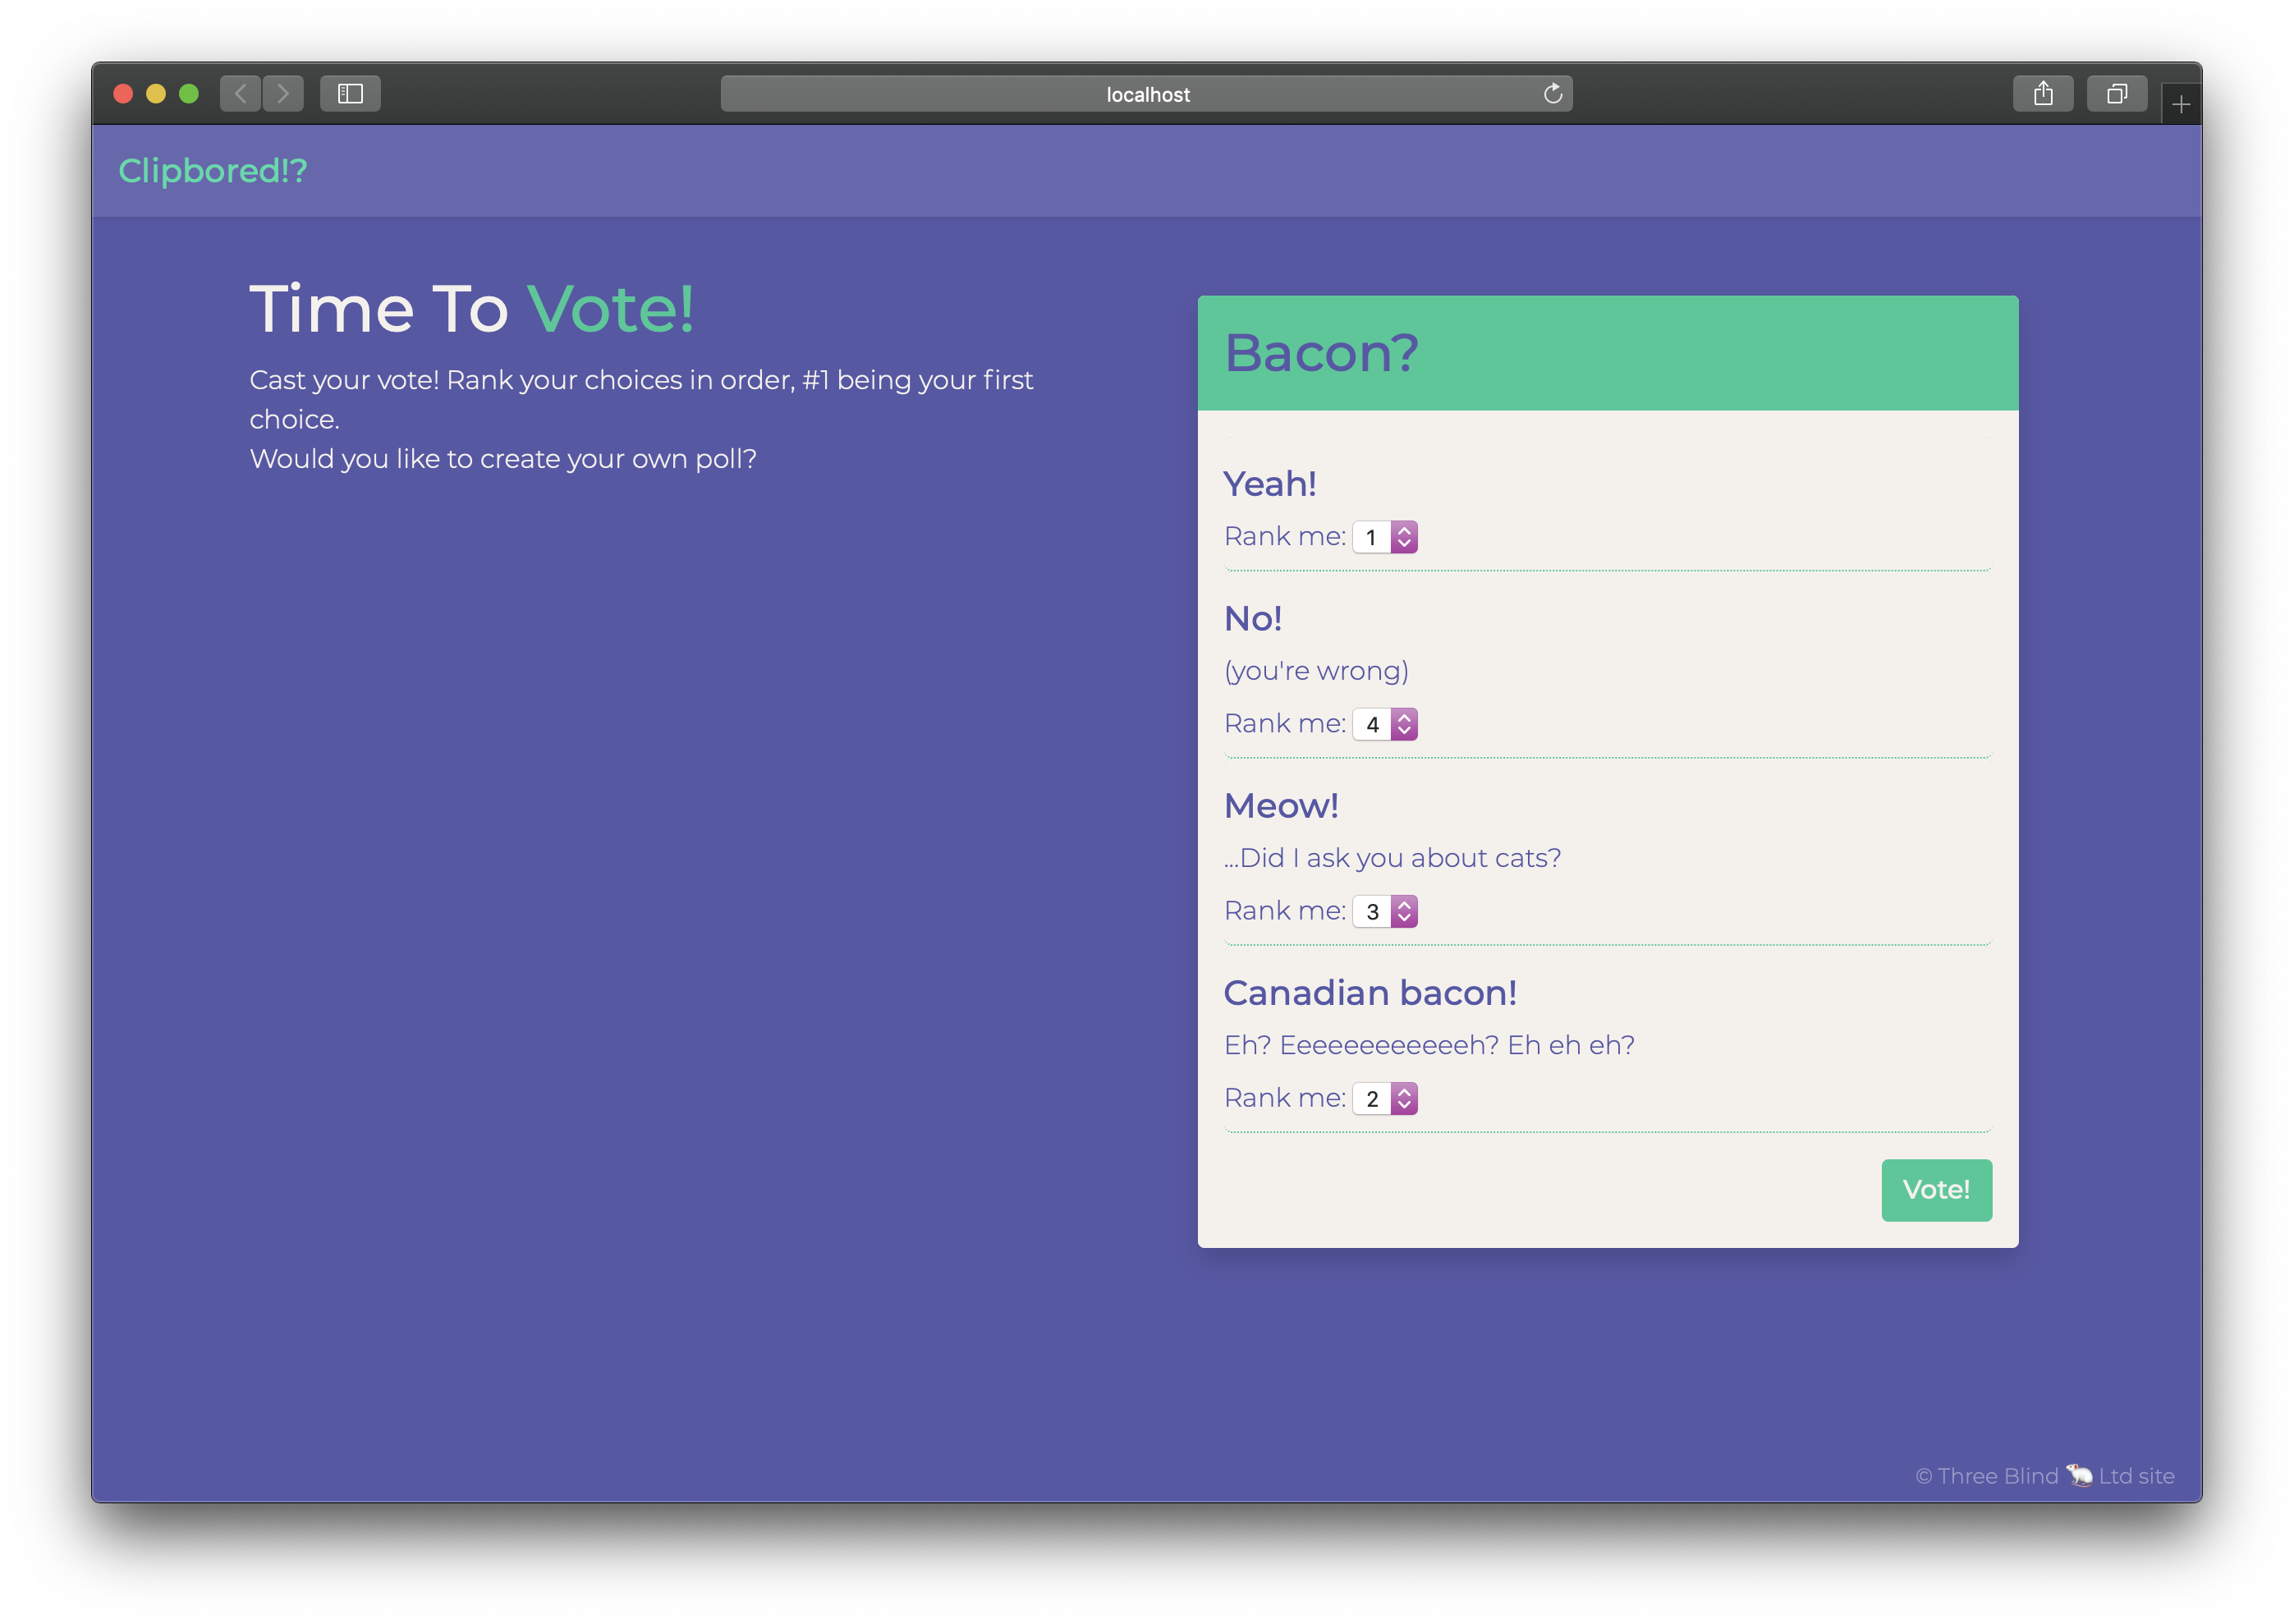 localhost
Clipbored!?
Time To Vote!
Cast your vote! Rank your choices in order, #1 being your first
choice.
Would you like to create your own poll?
Bacon?
Yeah!
Rank me: 1
No!
(you're wrong)
Rank me: 4
Meow!
...Did I ask you about cats?
Rank me: 3
Canadian bacon!
Eh? Eeeeeeeeeeeeh? Eh eh eh?
Rank me: 2
Vote!
© Three Blind 🐁 Ltd site